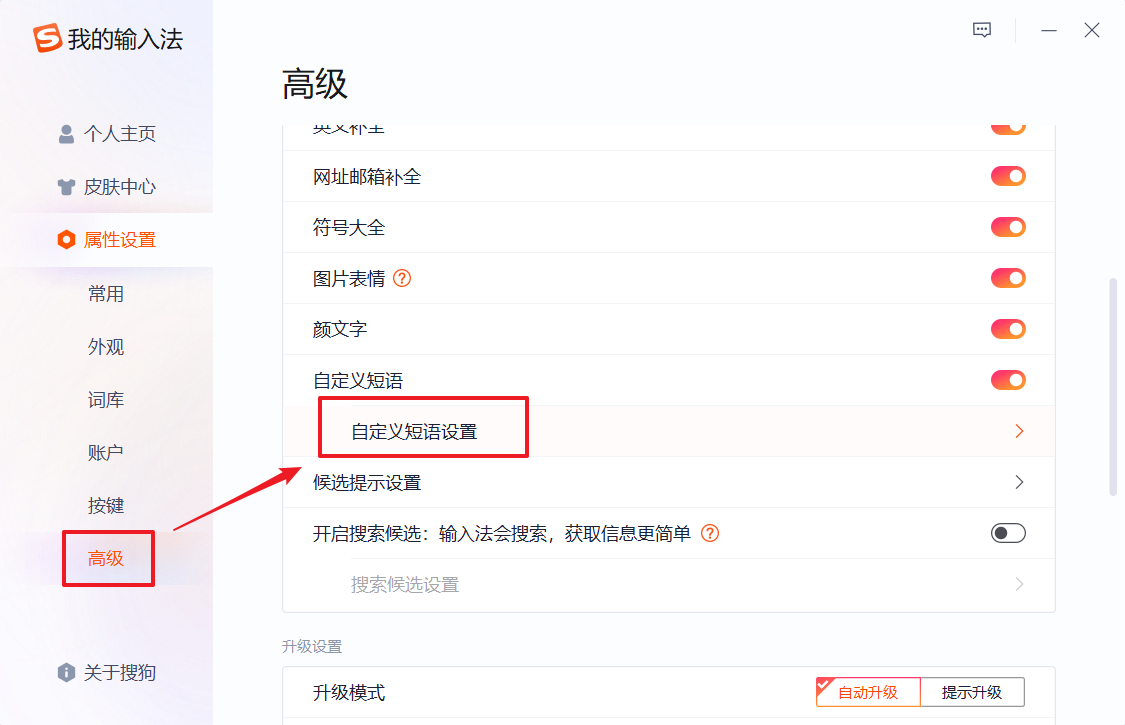 我的输入法
个人主页
皮肤中心
属性设置
常用
外观
词库
账户
按键
高级
关于搜狗
高级
英文补全
网址邮箱补全
符号大全
图片表情
颜文字
自定义短语
自定义短语设置
候选提示设置
开启搜索候选：输入法会搜索，获取信息更简单
搜索候选设置
升级设置
升级模式
自动升级 提示升级